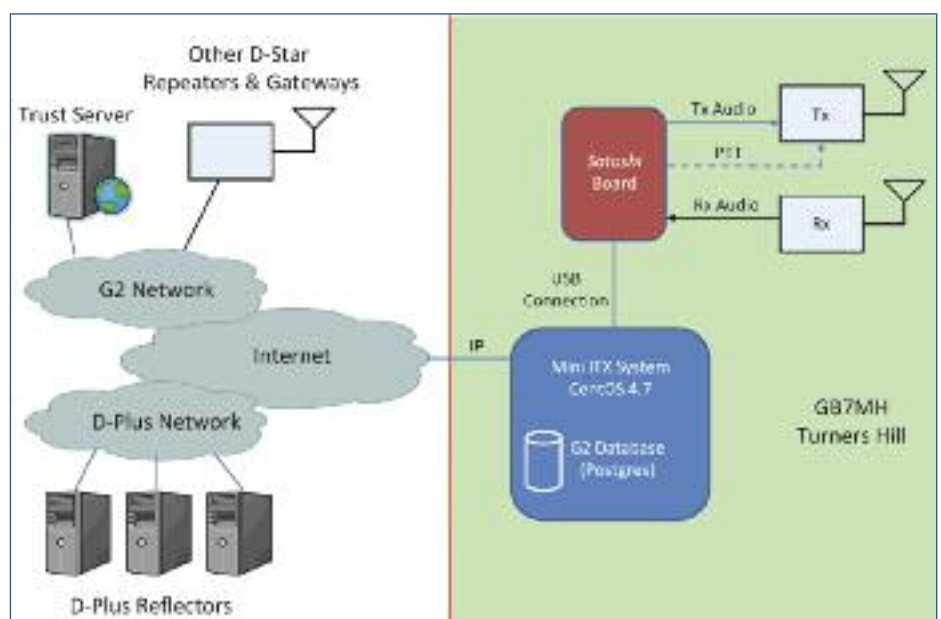 Other D-Star
Repeaters & Gateways
Trust Server
G2 Network
Internet
D-Plus Network
D-Plus Reflectors
Satoshi
Board
Tx Audio
PTT
Rx Audio
Tx
Rx
USB
Connection
IP
Mini ITX System
CentOS 4.7
G2 Database
(Postgres)
GB7MH
Turners Hill